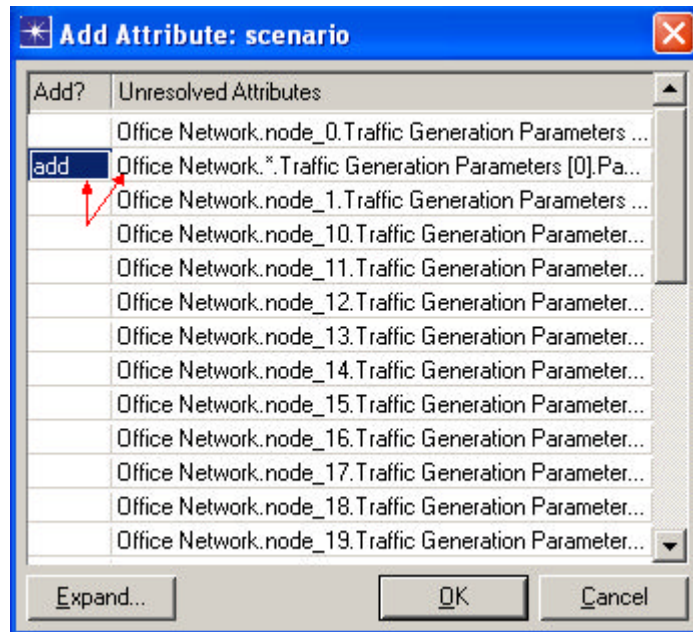 Add Attribute: scenario
Add? Unresolved Attributes
Office Network.node_0.Traffic Generation Parameters ...
add Office Network.*.Traffic Generation Parameters [0].Pa...
Office Network.node_1.Traffic Generation Parameters ...
Office Network.node_10.Traffic Generation Parameter...
Office Network.node_11.Traffic Generation Parameter...
Office Network.node_12.Traffic Generation Parameter...
Office Network.node_13.Traffic Generation Parameter...
Office Network.node_14.Traffic Generation Parameter...
Office Network.node_15.Traffic Generation Parameter...
Office Network.node_16.Traffic Generation Parameter...
Office Network.node_17.Traffic Generation Parameter...
Office Network.node_18.Traffic Generation Parameter...
Office Network.node_19.Traffic Generation Parameter...
Expand... OK Cancel